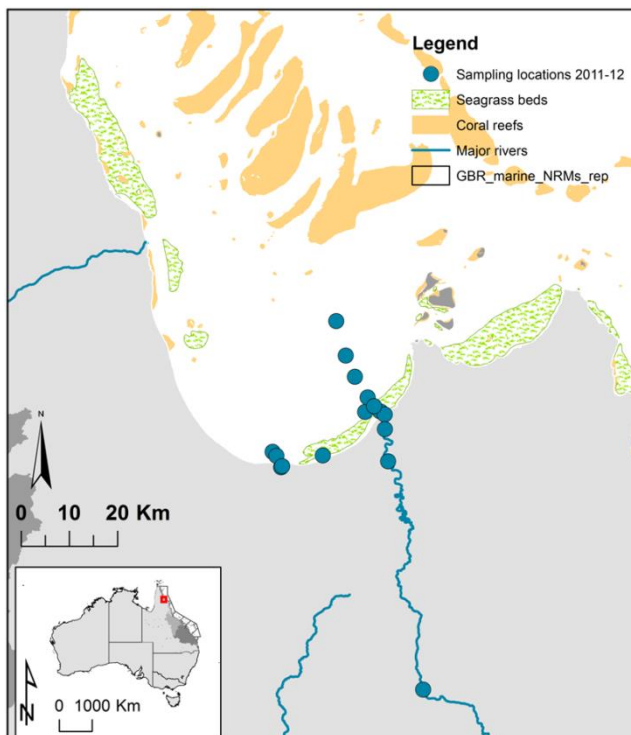 Legend
Sampling locations 2011-12
Seagrass beds
Coral reefs
Major rivers
GBR_marine_NRMs_rep
N
0 10 20 Km
N
0 1000 Km